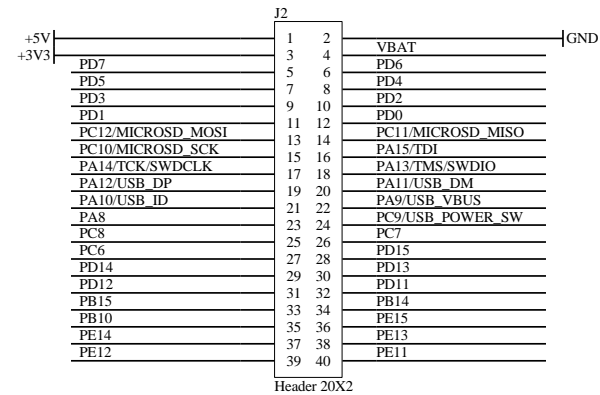 J2
+5V 1 2 GND
+3V3 3 4 VBAT
PD7 5 6 PD6
PD5 7 8 PD4
PD3 9 10 PD2
PD1 11 12 PD0
PC12/MICROSD_MOSI 13 14 PC11/MICROSD_MISO
PC10/MICROSD_SCK 15 16 PA15/TDI
PA14/TCK/SWDCLK 17 18 PA13/TMS/SWDIO
PA12/USB_DP 19 20 PA11/USB_DM
PA10/USB_ID 21 22 PA9/USB_VBUS
PA8 23 24 PC9/USB_POWER_SW
PC8 25 26 PC7
PC6 27 28 PD15
PD14 29 30 PD13
PD12 31 32 PD11
PB15 33 34 PB14
PB10 35 36 PE15
PE14 37 38 PE13
PE12 39 40 PE11
Header 20X2